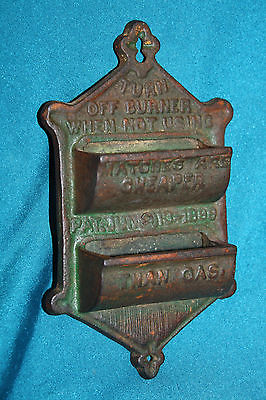 TURN
OFF BURNER
WHEN NOT USING
MATCHES ARE
CHEAPER
THAN GAS.